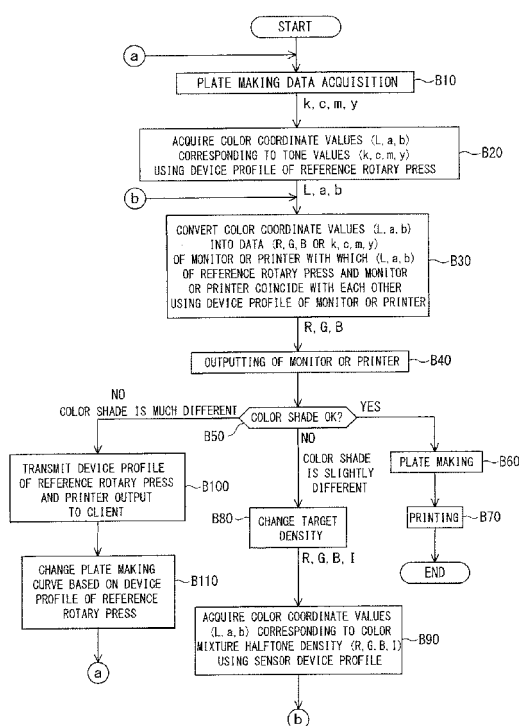 START
a
PLATE MAKING DATA ACQUISITION
B10
k, c, m, y
ACQUIRE COLOR COORDINATE VALUES (L, a, b)
CORRESPONDING TO TONE VALUES (k, c, m, y)
USING DEVICE PROFILE OF REFERENCE ROTARY PRESS
B20
L, a, b
b
CONVERT COLOR COORDINATE VALUES (L, a, b)
INTO DATA (R, G, B OR k, c, m, y)
OF MONITOR OR PRINTER WITH WHICH (L, a, b)
OF REFERENCE ROTARY PRESS AND MONITOR
OR PRINTER COINCIDE WITH EACH OTHER
USING DEVICE PROFILE OF MONITOR OR PRINTER
B30
R, G, B
OUTPUTTING OF MONITOR OR PRINTER
B40
NO
COLOR SHADE IS MUCH DIFFERENT
COLOR SHADE OK?
B50
YES
NO
COLOR SHADE
IS SLIGHTLY
DIFFERENT
TRANSMIT DEVICE PROFILE
OF REFERENCE ROTARY PRESS
AND PRINTER OUTPUT
TO CLIENT
B100
PLATE MAKING
B60
B80
CHANGE TARGET
DENSITY
PRINTING
B70
END
CHANGE PLATE MAKING
CURVE BASED ON DEVICE
PROFILE OF REFERENCE
ROTARY PRESS
B110
R, G, B, I
ACQUIRE COLOR COORDINATE VALUES
(L, a, b) CORRESPONDING TO COLOR
MIXTURE HALFTONE DENSITY (R, G, B, I)
USING SENSOR DEVICE PROFILE
B90
a
b